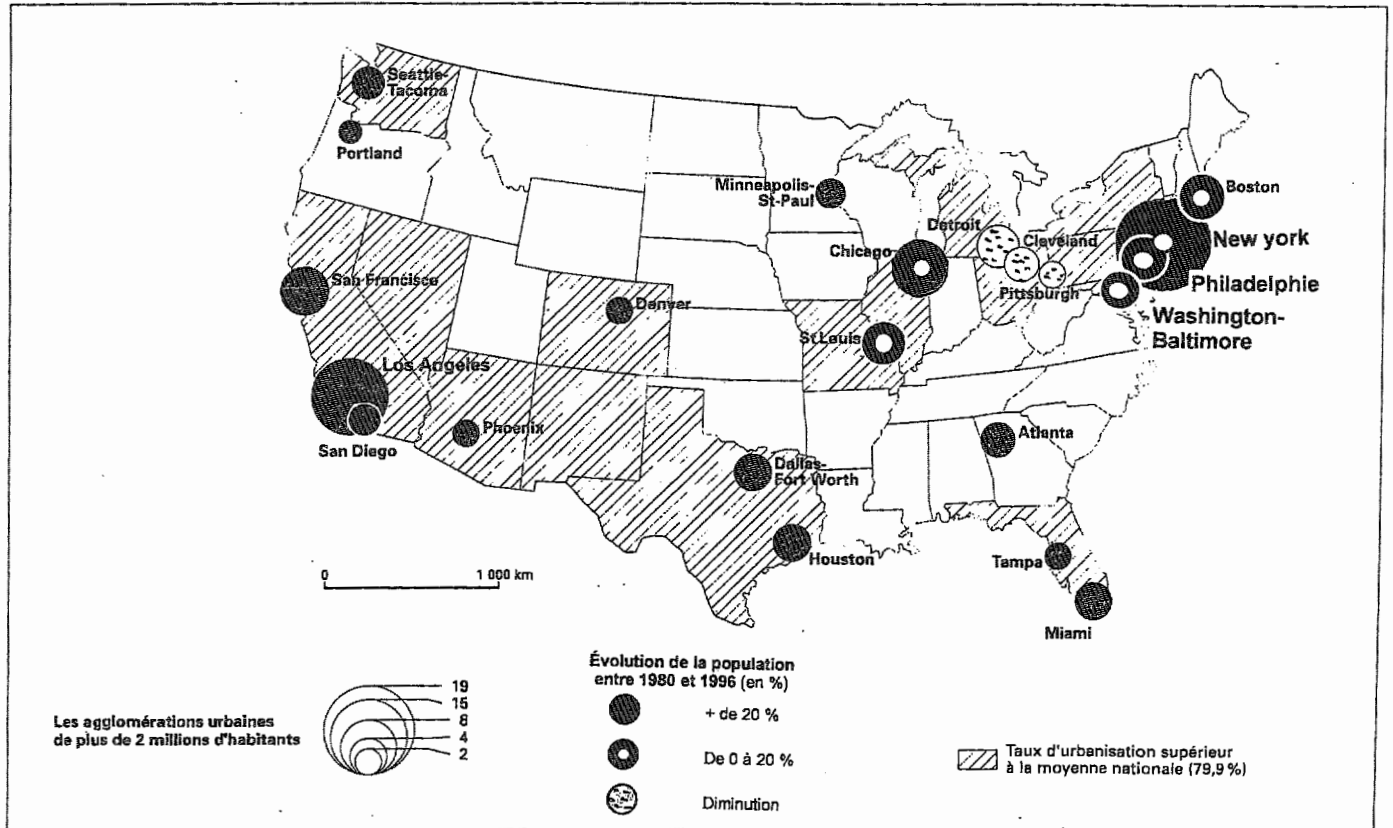 Seattle-
Tacoma
Portland
Minneapolis-
St-Paul
Boston
Detroit
Cleveland
New york
Chicago
Pittsburgh
Philadelphie
San Francisco
Danver
Washington-
Baltimore
St Louis
Los Angeles
Phoenix
San Diego
Atlanta
Dallas-
Fort Worth
Houston
Tampa
Miami
0 1 000 km
Évolution de la population
entre 1980 et 1996 (en %)
19
15
8
4
2
Les agglomérations urbaines
de plus de 2 millions d'habitants
+ de 20 %
De 0 à 20 %
Diminution
Taux d'urbanisation supérieur
à la moyenne nationale (79,9 %)